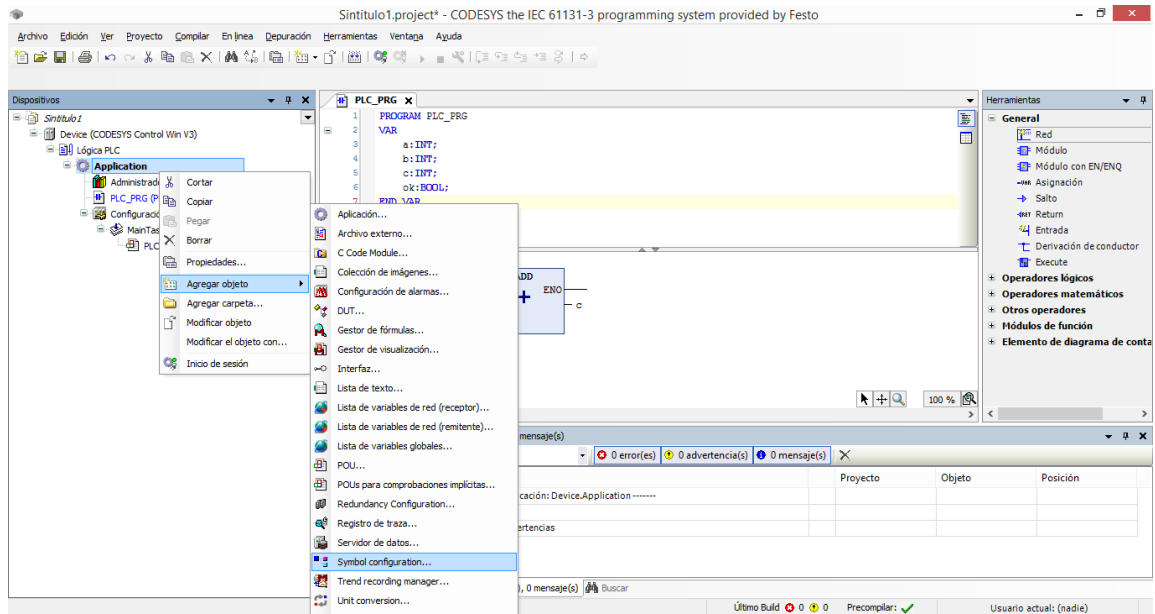 Sintitulo1.project* - CODESYS the IEC 61131-3 programming system provided by Festo
Archivo Edición Ver Proyecto Compilar En línea Depuración Herramientas Ventana Ayuda
Dispositivos
Sintitulo1
Device (CODESYS Control Win V3)
Lógica PLC
Application
Administrad
PLC_PRG (P
Configuració
MainTas
PLC
Cortar
Copiar
Pegar
Borrar
Propiedades...
Agregar objeto
Agregar carpeta...
Modificar objeto
Modificar el objeto con...
Inicio de sesión
Aplicación...
Archivo externo...
C Code Module...
Colección de imágenes...
Configuración de alarmas...
DUT...
Gestor de fórmulas...
Gestor de visualización...
Interfaz...
Lista de texto...
Lista de variables de red (receptor)...
Lista de variables de red (remitente)...
Lista de variables globales...
POU...
POUs para comprobaciones implícitas...
Redundancy Configuration...
Registro de traza...
Servidor de datos...
Symbol configuration...
Trend recording manager...
Unit conversion...
PLC_PRG
1 PROGRAM PLC_PRG
2 VAR
3 a:INT;
4 b:INT;
5 c:INT;
6 ok:BOOL;
7 END_VAR
ADD
ENO
+
c
100 %
mensaje(s)
0 error(es) 0 advertencia(s) 0 mensaje(s)
Proyecto Objeto Posición
cación: Device.Application -------
ertencias
), 0 mensaje(s) Buscar
Herramientas
General
Red
Módulo
Módulo con EN/ENO
Asignación
Salto
Return
Entrada
Derivación de conductor
Execute
Operadores lógicos
Operadores matemáticos
Otros operadores
Módulos de función
Elemento de diagrama de conta
Último Build 0 0 Precompilar: Usuario actual: (nadie)